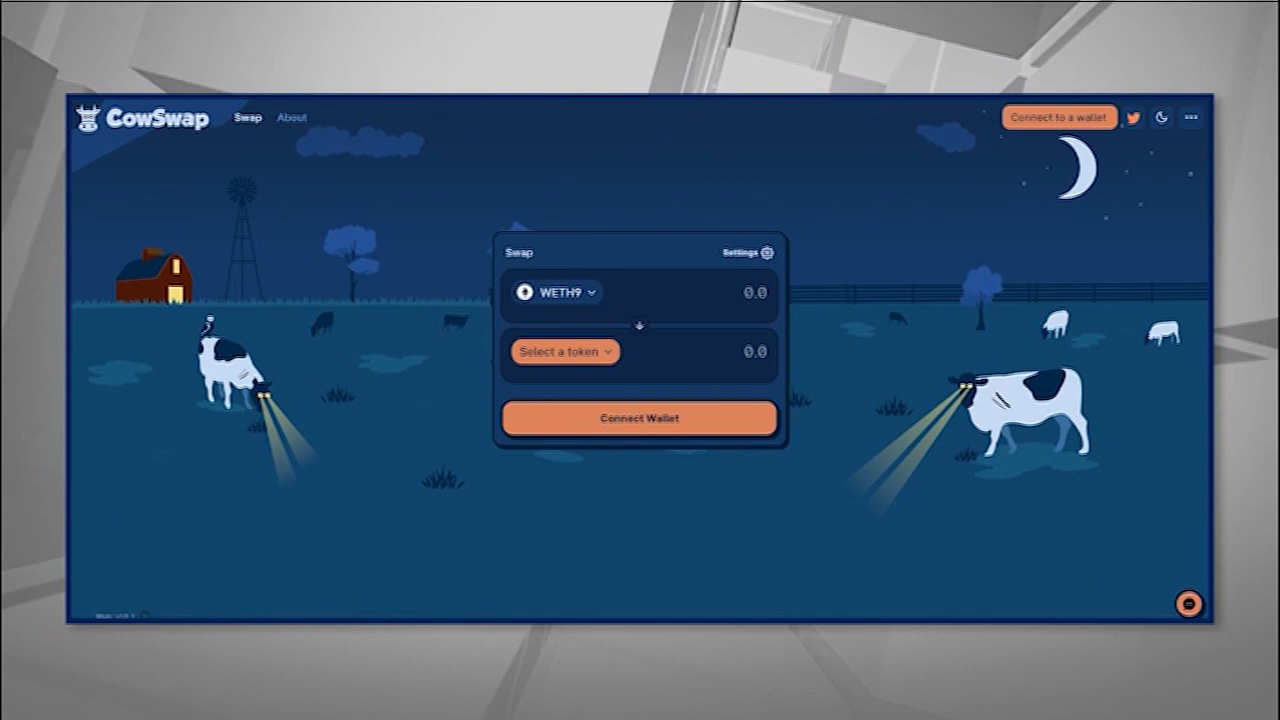 CowSwap Swap About Connect to a wallet
Swap Settings
WETH9 0.0
Select a token 0.0
Connect Wallet